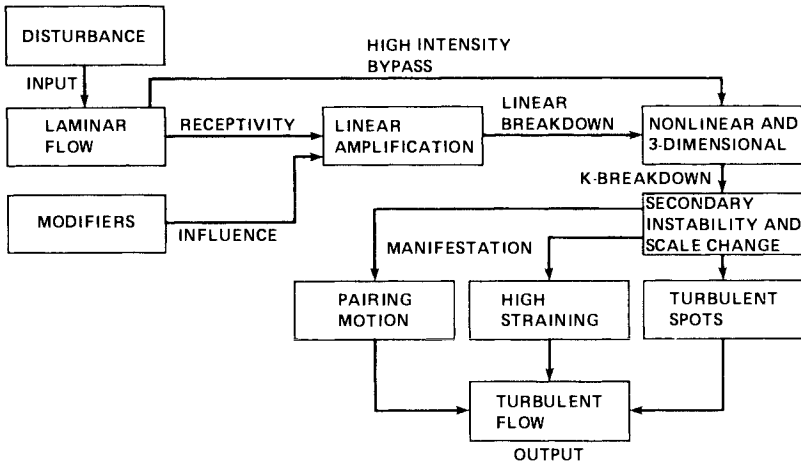 DISTURBANCE
INPUT
HIGH INTENSITY
BYPASS
LAMINAR
FLOW
RECEPTIVITY
LINEAR
AMPLIFICATION
LINEAR
BREAKDOWN
NONLINEAR AND
3-DIMENSIONAL
K-BREAKDOWN
MODIFIERS
INFLUENCE
SECONDARY
INSTABILITY AND
SCALE CHANGE
MANIFESTATION
PAIRING
MOTION
HIGH
STRAINING
TURBULENT
SPOTS
TURBULENT
FLOW
OUTPUT